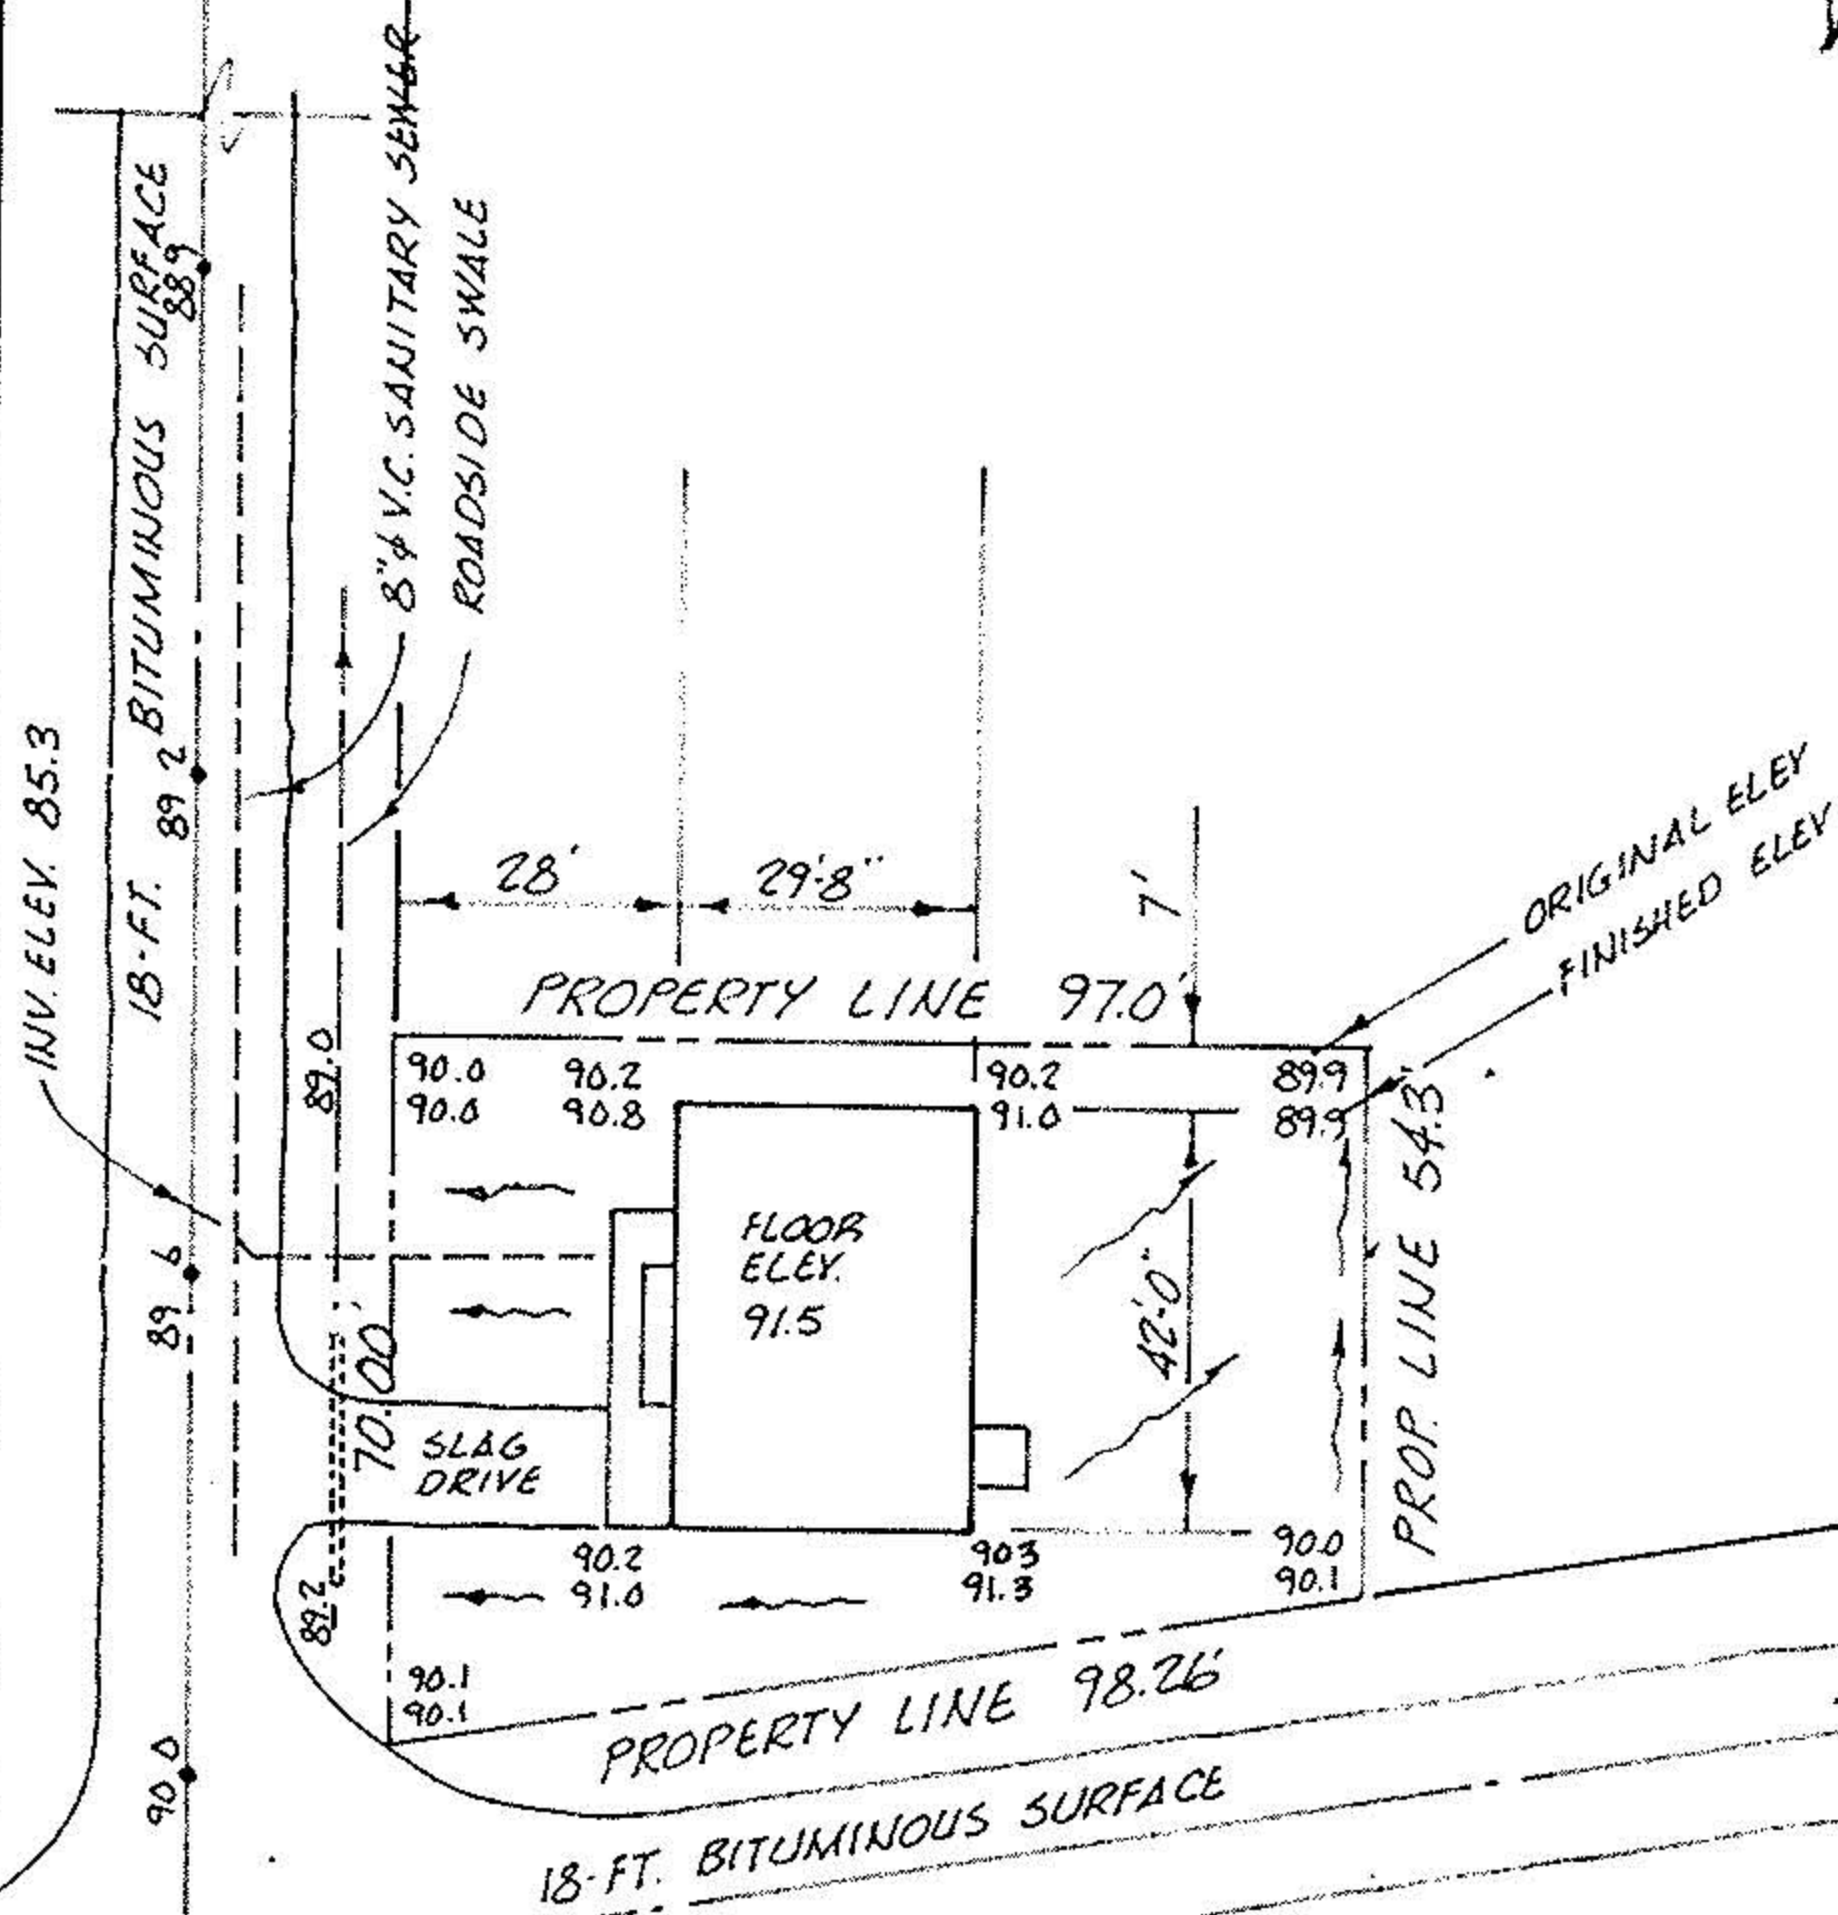 8"φ V.C. SANITARY SEWER
ROADSIDE SWALE
18-FT. BITUMINOUS SURFACE
88 9
89 2
INV. ELEV. 85.3
28'
29'-8"
7'
ORIGINAL ELEV
FINISHED ELEV
PROPERTY LINE 97.0'
89.0
90.0
90.0
90.2
90.8
90.2
91.0
89.9
89.9
PROP. LINE 54.3'
FLOOR
ELEV.
91.5
42'-0"
89 6
70.00'
SLAG
DRIVE
90.2
91.0
90 3
91.3
90.0
90.1
89.2
90.1
90.1
90 0
PROPERTY LINE 98.26'
18-FT. BITUMINOUS SURFACE